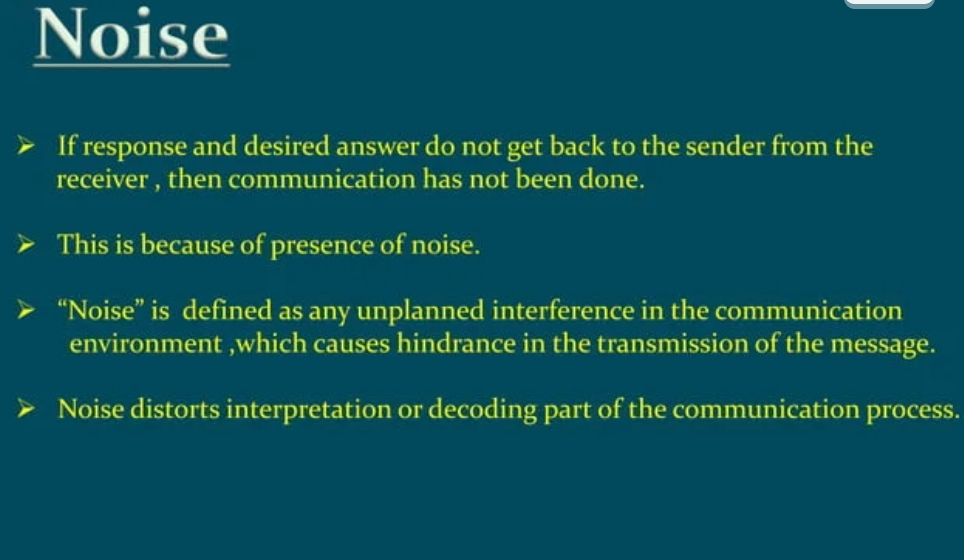 Noise
➢ If response and desired answer do not get back to the sender from the
receiver , then communication has not been done.
➢ This is because of presence of noise.
➢ “Noise” is defined as any unplanned interference in the communication
environment ,which causes hindrance in the transmission of the message.
➢ Noise distorts interpretation or decoding part of the communication process.